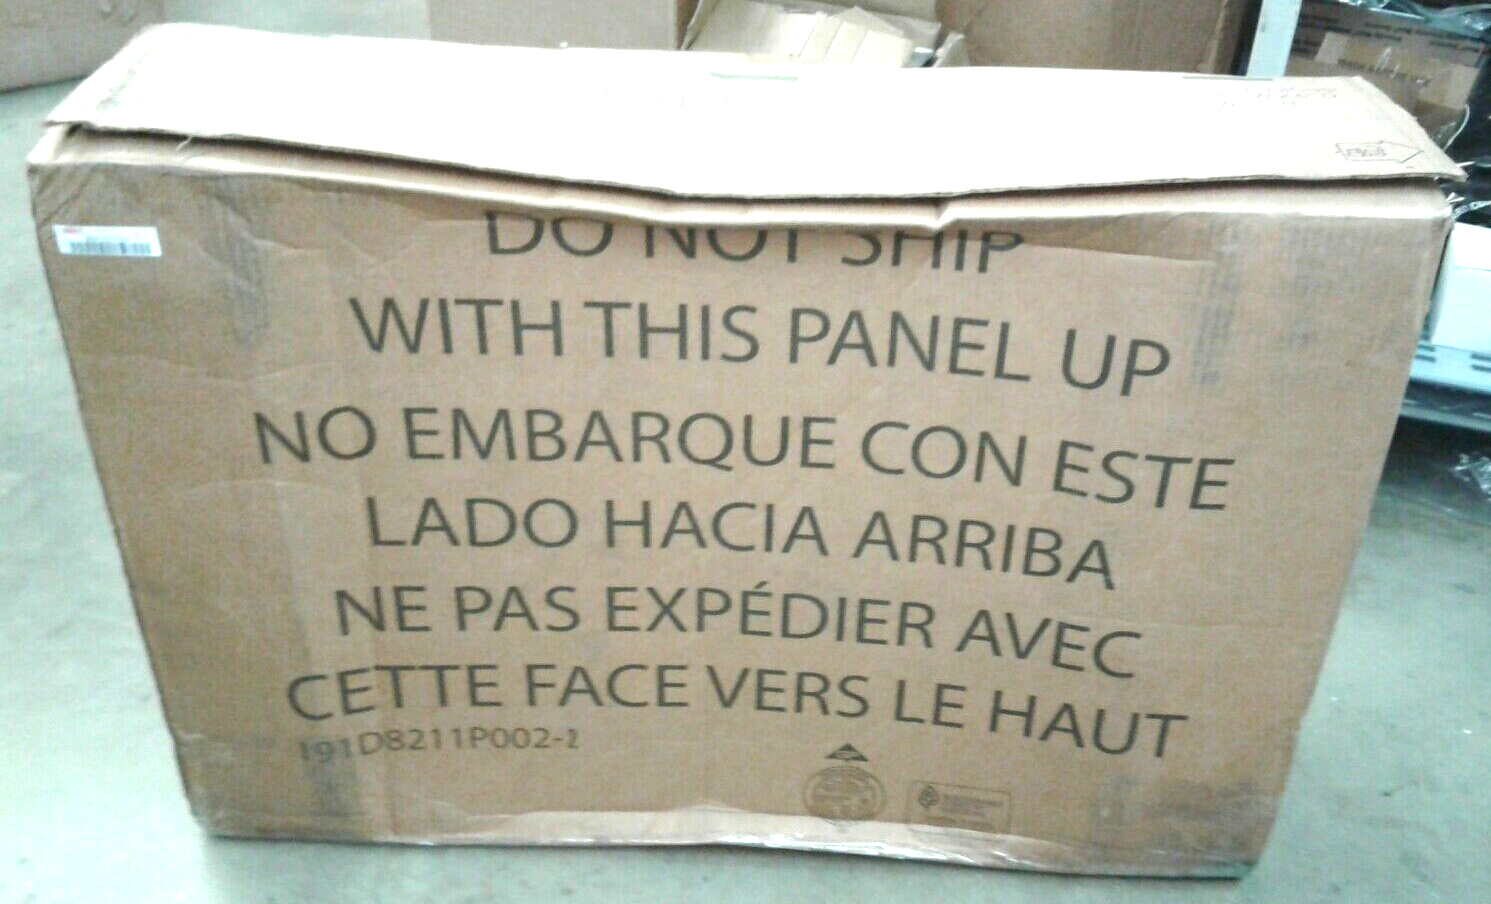 DO NOT SHIP
WITH THIS PANEL UP
NO EMBARQUE CON ESTE
LADO HACIA ARRIBA
NE PAS EXPÉDIER AVEC
CETTE FACE VERS LE HAUT
191D8211P002-1